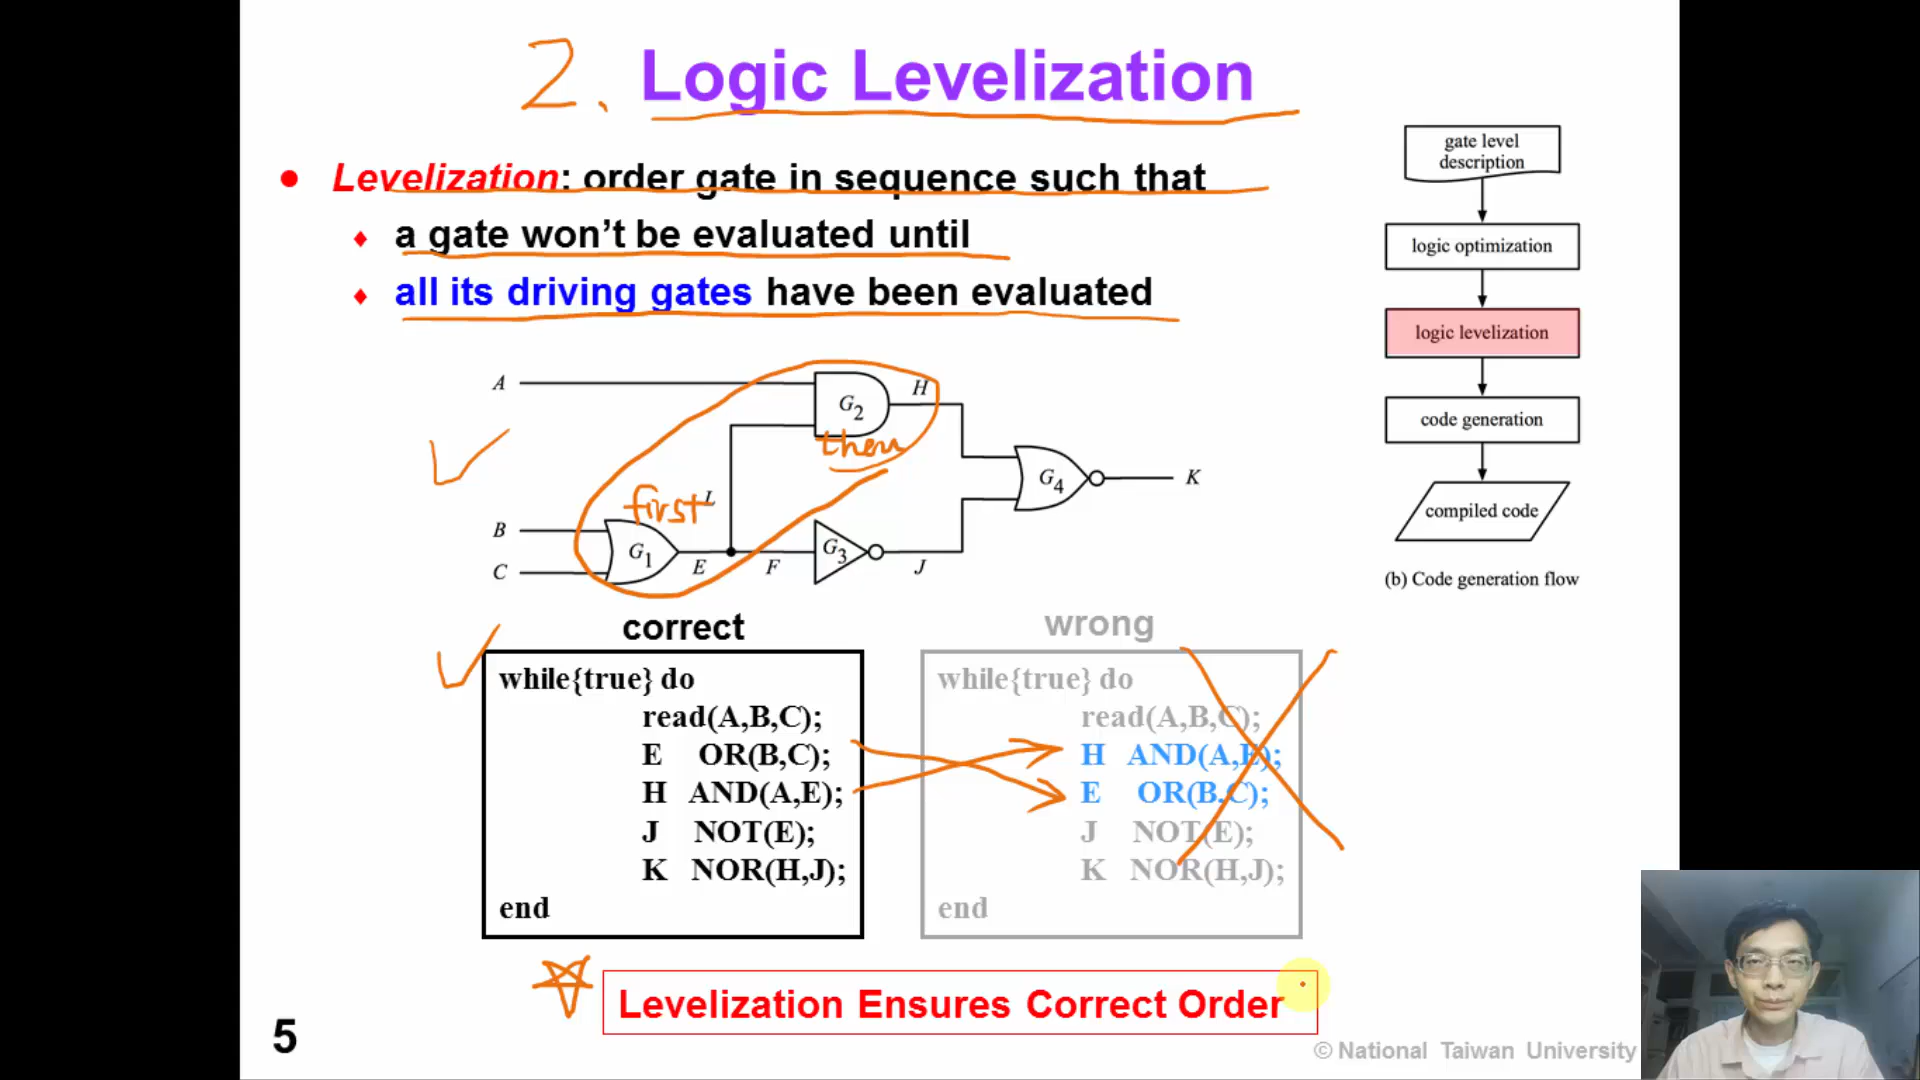 2. Logic Levelization
Levelization: order gate in sequence such that
a gate won't be evaluated until
all its driving gates have been evaluated
A
G2
H
then
first
L
B
C
G1
E
F
G3
J
G4
K
gate level
description
logic optimization
logic levelization
code generation
compiled code
(b) Code generation flow
correct
while{true} do
read(A,B,C);
E OR(B,C);
H AND(A,E);
J NOT(E);
K NOR(H,J);
end
wrong
while{true} do
read(A,B,C);
H AND(A,E);
E OR(B,C);
J NOT(E);
K NOR(H,J);
end
Levelization Ensures Correct Order
5
© National Taiwan University